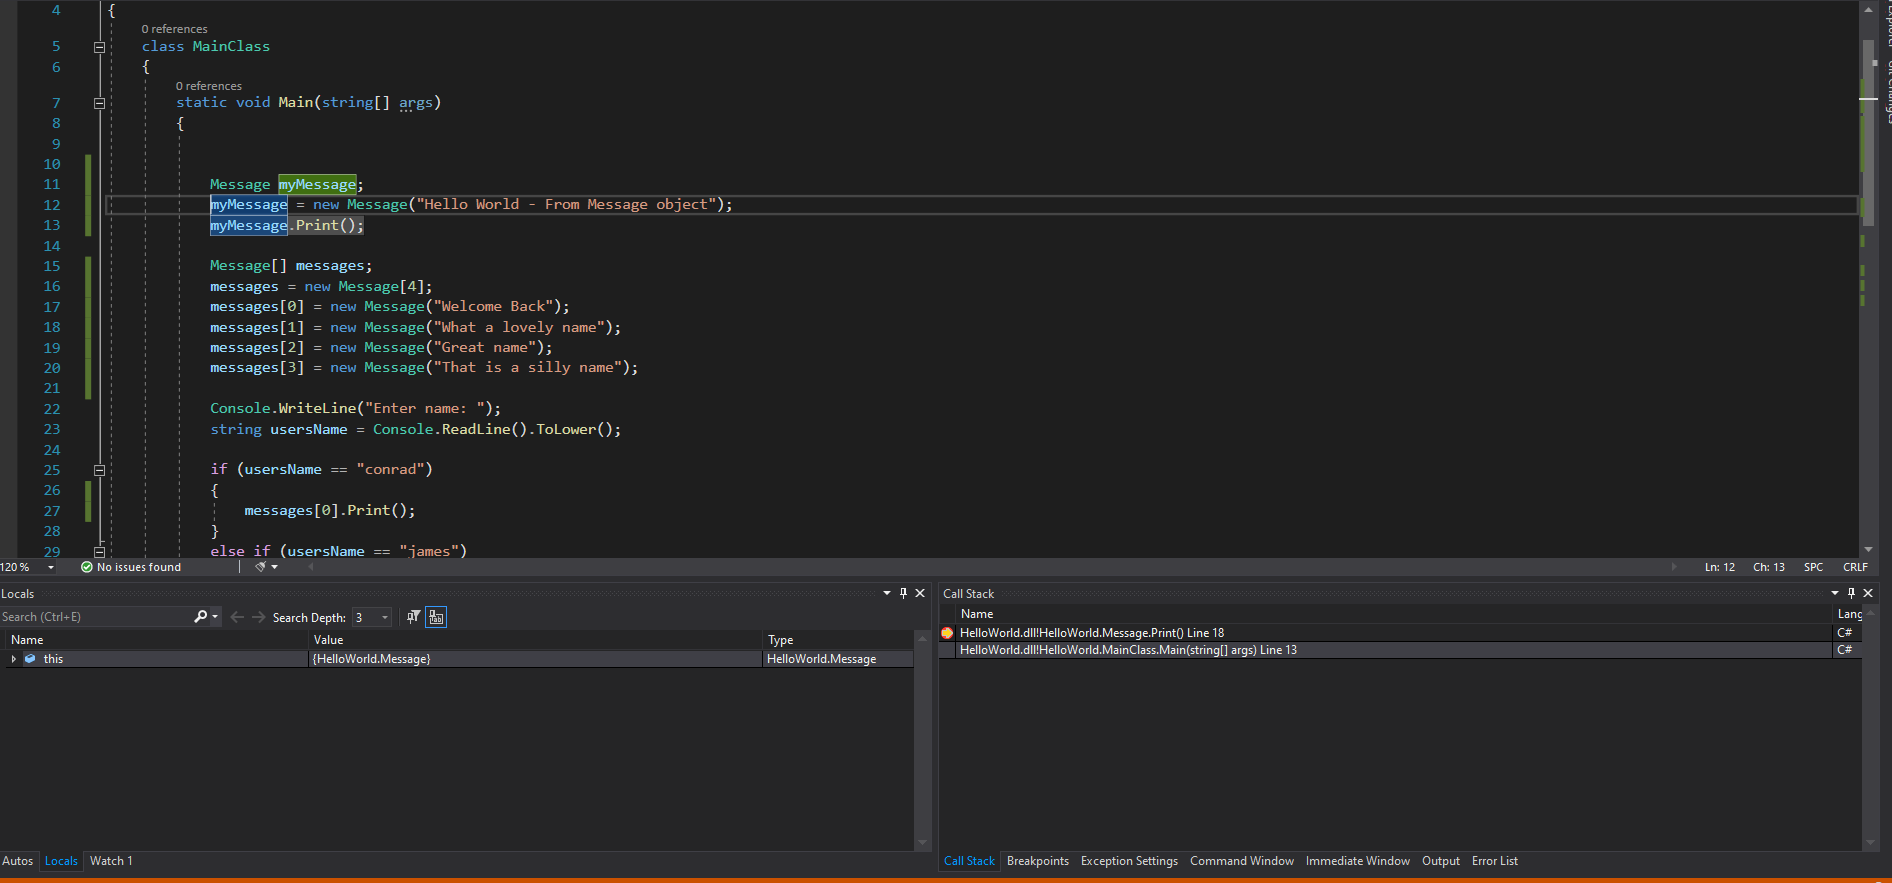 4 {
0 references
5 class MainClass
6 {
0 references
7 static void Main(string[] args)
8 {
9
10
11 Message myMessage;
12 myMessage = new Message("Hello World - From Message object");
13 myMessage.Print();
14
15 Message[] messages;
16 messages = new Message[4];
17 messages[0] = new Message("Welcome Back");
18 messages[1] = new Message("What a lovely name");
19 messages[2] = new Message("Great name");
20 messages[3] = new Message("That is a silly name");
21
22 Console.WriteLine("Enter name: ");
23 string usersName = Console.ReadLine().ToLower();
24
25 if (usersName == "conrad")
26 {
27 messages[0].Print();
28 }
29 else if (usersName == "james")
120 % No issues found Ln: 12 Ch: 13 SPC CRLF
Locals
Search (Ctrl+E) Search Depth: 3
Name Value Type
this {HelloWorld.Message} HelloWorld.Message
Autos Locals Watch 1
Call Stack
Name Lang
HelloWorld.dll!HelloWorld.Message.Print() Line 18 C#
HelloWorld.dll!HelloWorld.MainClass.Main(string[] args) Line 13 C#
Call Stack Breakpoints Exception Settings Command Window Immediate Window Output Error List